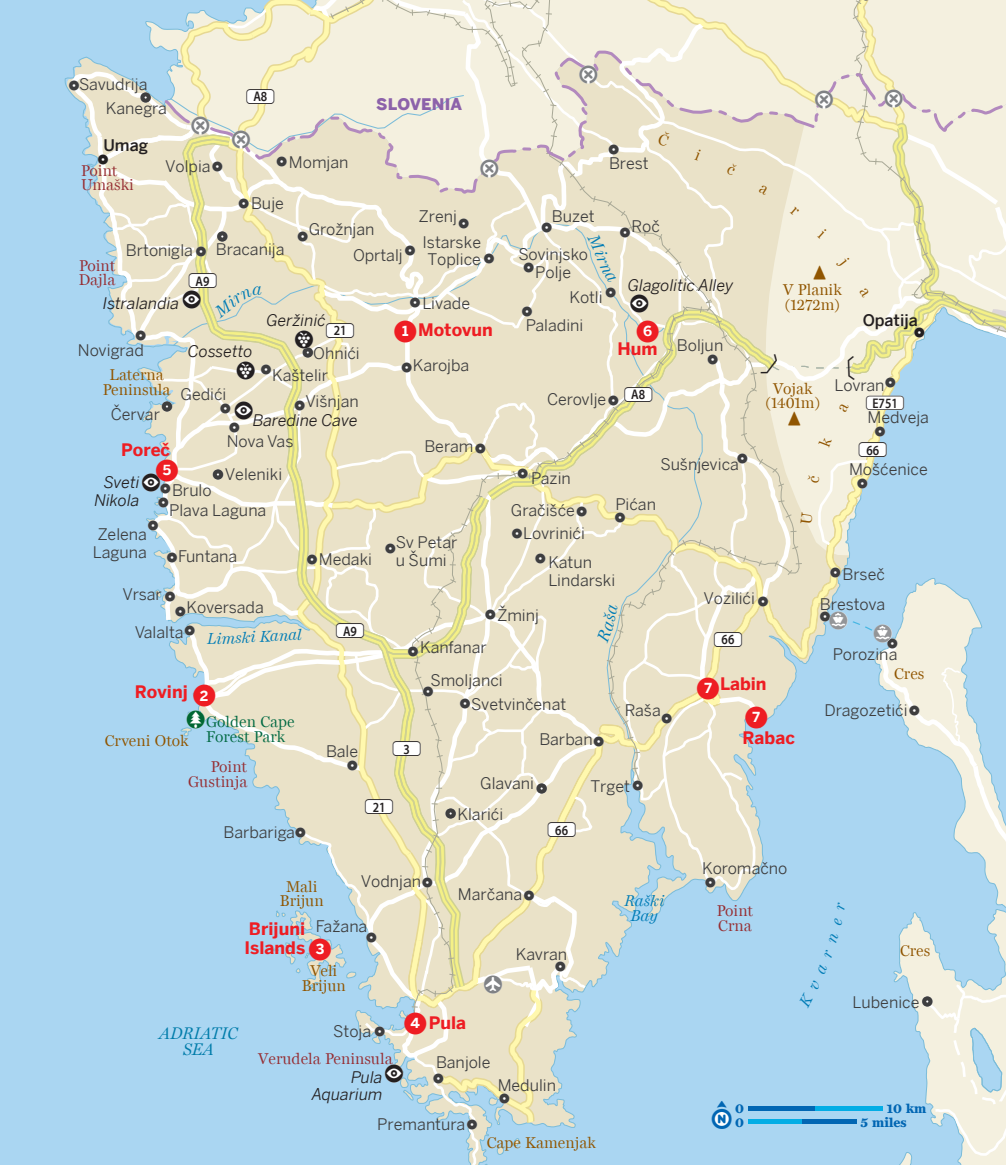 Savudrija
Kanegra
A8
SLOVENIA
Umag
Point
Umaški
Volpia
Momjan
Brest
Ćićarija
Buje
Zrenj
Buzet
Roč
Grožnjan
Bracanija
Brtonigla
Oprtalj
Istarske
Toplice
Sovinjsko
Polje
Mirna
Point
Dajla
A9
Istralandia
Mirna
Kotli
Glagolitic Alley
V Planik
(1272m)
Livade
Geržinić
21
1 Motovun
Paladini
6
Hum
Opatija
Novigrad
Cossetto
Ohnići
Boljun
Laterna
Peninsula
Kaštelir
Karojba
Vojak
(1401m)
Lovran
Gedići
Červar
Višnjan
Baredine Cave
Cerovlje
A8
E751
Medveja
Nova Vas
Učka
66
Poreč
5
Beram
Sušnjevica
Mošćenice
Sveti
Nikola
Veleniki
Brulo
Pazin
Plava Laguna
Gračišće
Pićan
Zelena
Laguna
Lovrinići
Funtana
Medaki
Sv Petar
u Šumi
Katun
Lindarski
Brseč
Vrsar
Koversada
Vozilići
Brestova
Žminj
Raša
Valalta
Limski Kanal
A9
66
Porozina
Kanfanar
Cres
Rovinj 2
Smoljanci
7 Labin
Svetvinčenat
Dragozetići
Golden Cape
Forest Park
Raša
7
Rabac
Crveni Otok
Barban
3
Bale
Point
Gustinja
Glavani
Trget
21
Klarići
66
Barbariga
Koromačno
Vodnjan
Marčana
Mali
Brijun
Raški
Bay
Point
Crna
Brijuni
Islands 3
Fažana
Kvarner
Cres
Kavran
Veli
Brijun
Lubenice
ADRIATIC
SEA
Stoja
4 Pula
Verudela Peninsula
Pula
Aquarium
Banjole
Medulin
Premantura
Cape Kamenjak
N
0 10 km
0 5 miles